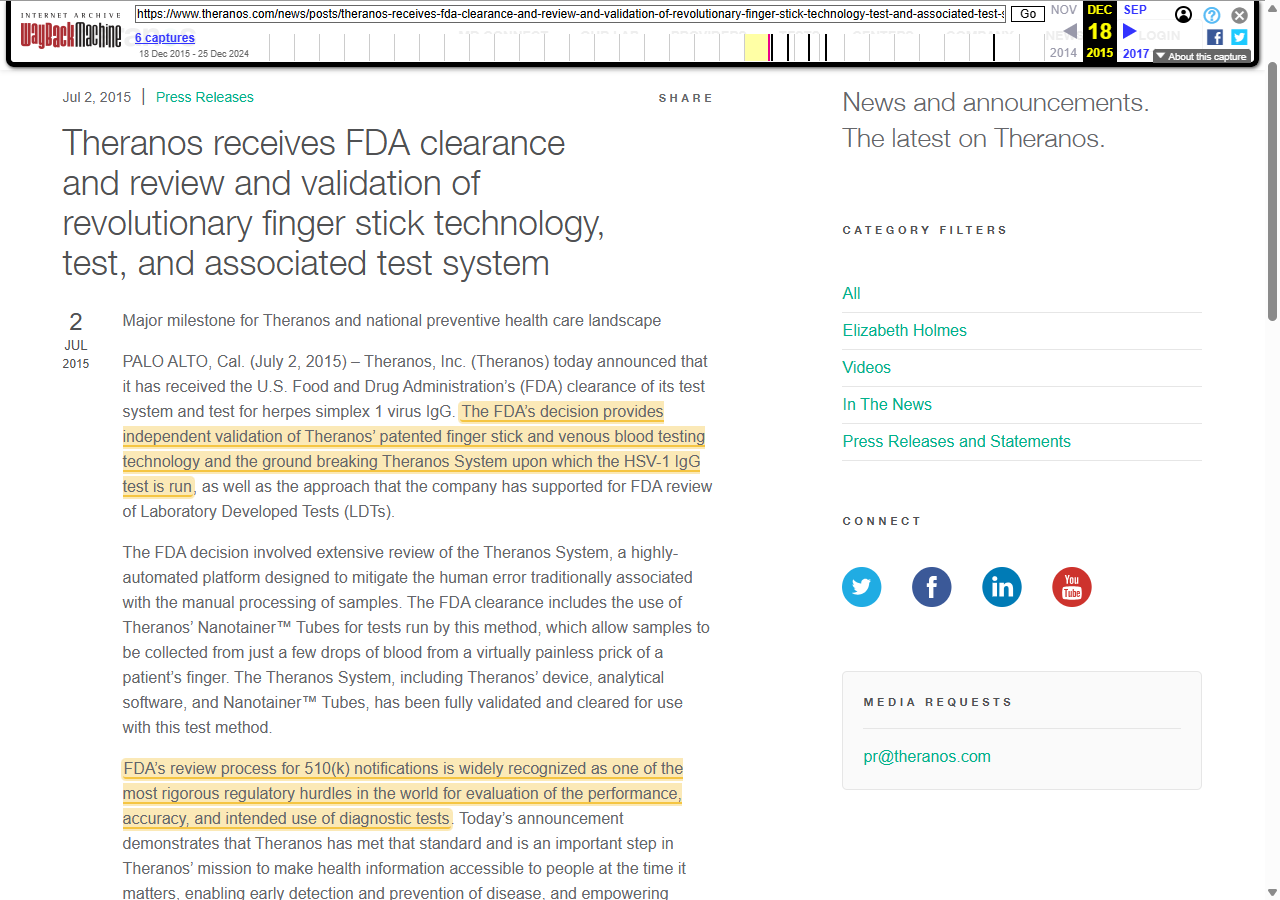 INTERNET ARCHIVE
WayBackMachine
https://www.theranos.com/news/posts/theranos-receives-fda-clearance-and-review-and-validation-of-revolutionary-finger-stick-technology-test-and-associated-test-s
Go
6 captures
18 Dec 2015 - 25 Dec 2024
NOV DEC SEP
18
2014 2015 2017
About this capture
LOGIN
Jul 2, 2015 | Press Releases
SHARE
Theranos receives FDA clearance
and review and validation of
revolutionary finger stick technology,
test, and associated test system
2
JUL
2015
Major milestone for Theranos and national preventive health care landscape
PALO ALTO, Cal. (July 2, 2015) – Theranos, Inc. (Theranos) today announced that
it has received the U.S. Food and Drug Administration’s (FDA) clearance of its test
system and test for herpes simplex 1 virus IgG. The FDA’s decision provides
independent validation of Theranos’ patented finger stick and venous blood testing
technology and the ground breaking Theranos System upon which the HSV-1 IgG
test is run, as well as the approach that the company has supported for FDA review
of Laboratory Developed Tests (LDTs).
The FDA decision involved extensive review of the Theranos System, a highly-
automated platform designed to mitigate the human error traditionally associated
with the manual processing of samples. The FDA clearance includes the use of
Theranos’ Nanotainer™ Tubes for tests run by this method, which allow samples to
be collected from just a few drops of blood from a virtually painless prick of a
patient’s finger. The Theranos System, including Theranos’ device, analytical
software, and Nanotainer™ Tubes, has been fully validated and cleared for use
with this test method.
FDA’s review process for 510(k) notifications is widely recognized as one of the
most rigorous regulatory hurdles in the world for evaluation of the performance,
accuracy, and intended use of diagnostic tests. Today’s announcement
demonstrates that Theranos has met that standard and is an important step in
Theranos’ mission to make health information accessible to people at the time it
matters, enabling early detection and prevention of disease, and empowering
News and announcements.
The latest on Theranos.
CATEGORY FILTERS
All
Elizabeth Holmes
Videos
In The News
Press Releases and Statements
CONNECT
You
Tube
MEDIA REQUESTS
pr@theranos.com